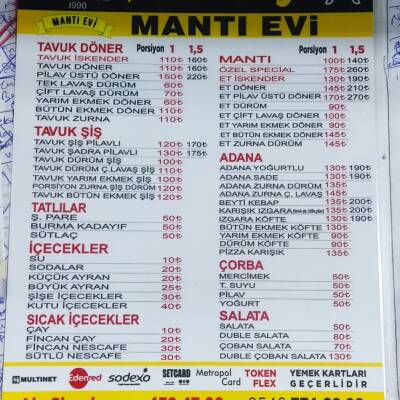 1990
MANTI EVİ
MANTI EVİ
TAVUK DÖNER Porsiyon 1 1,5
TAVUK İSKENDER 110₺ 160₺
TAVUK DÖNER 110₺ 160₺
PİLAV ÜSTÜ DÖNER 150₺ 220₺
TEK LAVAŞ DÜRÜM 60₺
ÇİFT LAVAŞ DÜRÜM 70₺
YARIM EKMEK DÖNER 60₺
BÜTÜN EKMEK DÖNER 110₺
TAVUK ZURNA 110₺
TAVUK ŞİŞ
TAVUK ŞİŞ PİLAVLI 120₺ 170₺
TAVUK ŞADRA PİLAVLI 130₺ 175₺
TAVUK DÜRÜM ŞİŞ 100₺
TAVUK DÜRÜM Ç.LAVAŞ ŞİŞ 110₺
TAVUK YARIM EKMEK ŞİŞ 100₺
PORSİYON ZURNA ŞİŞ DÜRÜM 120₺
TAVUK BÜTÜN EKMEK ŞİŞ 120₺
TATLILAR
Ş. PARE 50₺
BURMA KADAYIF 50₺
SÜTLAÇ 50₺
İÇECEKLER
SU 10₺
SODALAR 20₺
KÜÇÜK AYRAN 20₺
BÜYÜK AYRAN 25₺
ŞİŞE İÇECEKLER 30₺
KUTU İÇECEKLER 40₺
SICAK İÇECEKLER
ÇAY 10₺
FİNCAN ÇAY 20₺
NESCAFE 30₺
SÜTLÜ NESCAFE 30₺
Porsiyon 1 1,5
MANTI 100₺ 140₺
ÖZEL SPECİAL 175₺ 260₺
ET İSKENDER 130₺ 190₺
ET DÖNER 145₺ 210₺
ET PİLAV ÜSTÜ DÖNER 170₺ 270₺
ET DÜRÜM 90₺
ET ÇİFT LAVAŞ DÜRÜM 100₺
ET YARIM EKMEK DÖNER 90₺
ET BÜTÜN EKMEK DÖNER 145₺
ET ZURNA DÜRÜM 145₺
ADANA
ADANA YOĞURTLU 130₺ 190₺
ADANA SADE 130₺ 190₺
ADANA ZURNA DÜRÜM 135₺
ADANA ZURNA Ç. LAVAŞ 145₺
BEYTİ KEBAP 135₺ 200₺
KARIŞIK IZGARA 135₺ 200₺
IZGARA KÖFTE 130₺ 190₺
BÜTÜN EKMEK KÖFTE 130₺
YARIM EKMEK KÖFTE 90₺
DÜRÜM KÖFTE 90₺
PİZZA KARIŞIK 135₺
ÇORBA
MERCİMEK 50₺
T. SUYU 50₺
PİLAV 50₺
YOĞURT 50₺
SALATA
SALATA 50₺
DUBLE SALATA 80₺
ÇOBAN SALATA 70₺
DUBLE ÇOBAN SALATA 130₺
MULTINET Edenred sodexo SETCARD Metropol Card TOKEN FLEX YEMEK KARTLARI GEÇERLİDİR